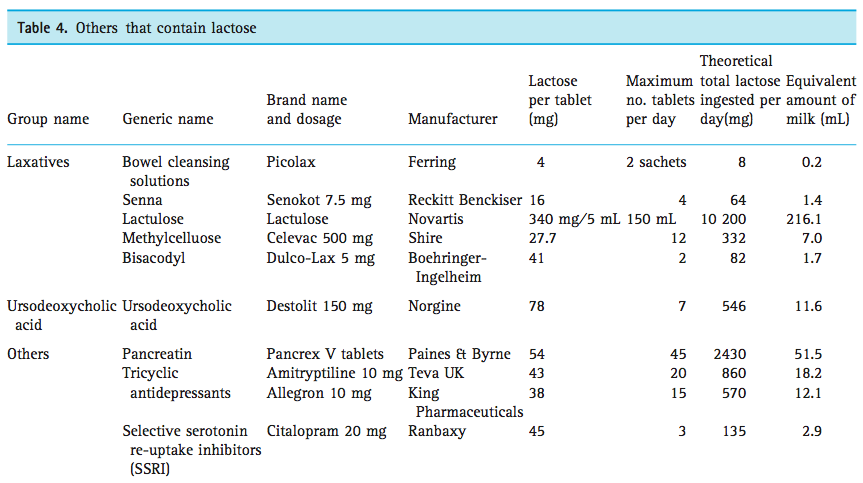 Table 4. Others that contain lactose
Theoretical
Lactose Maximum total lactose Equivalent
Brand name per tablet no. tablets ingested per amount of
Group name Generic name and dosage Manufacturer (mg) per day day(mg) milk (mL)
Laxatives Bowel cleansing Picolax Ferring 4 2 sachets 8 0.2
solutions
Senna Senokot 7.5 mg Reckitt Benckiser 16 4 64 1.4
Lactulose Lactulose Novartis 340 mg/5 mL 150 mL 10 200 216.1
Methylcelluose Celevac 500 mg Shire 27.7 12 332 7.0
Bisacodyl Dulco-Lax 5 mg Boehringer- 41 2 82 1.7
Ingelheim
Ursodeoxycholic Ursodeoxycholic Destolit 150 mg Norgine 78 7 546 11.6
acid acid
Others Pancreatin Pancrex V tablets Paines & Byrne 54 45 2430 51.5
Tricyclic Amitryptiline 10 mg Teva UK 43 20 860 18.2
antidepressants Allegron 10 mg King 38 15 570 12.1
Pharmaceuticals
Selective serotonin Citalopram 20 mg Ranbaxy 45 3 135 2.9
re-uptake inhibitors
(SSRI)